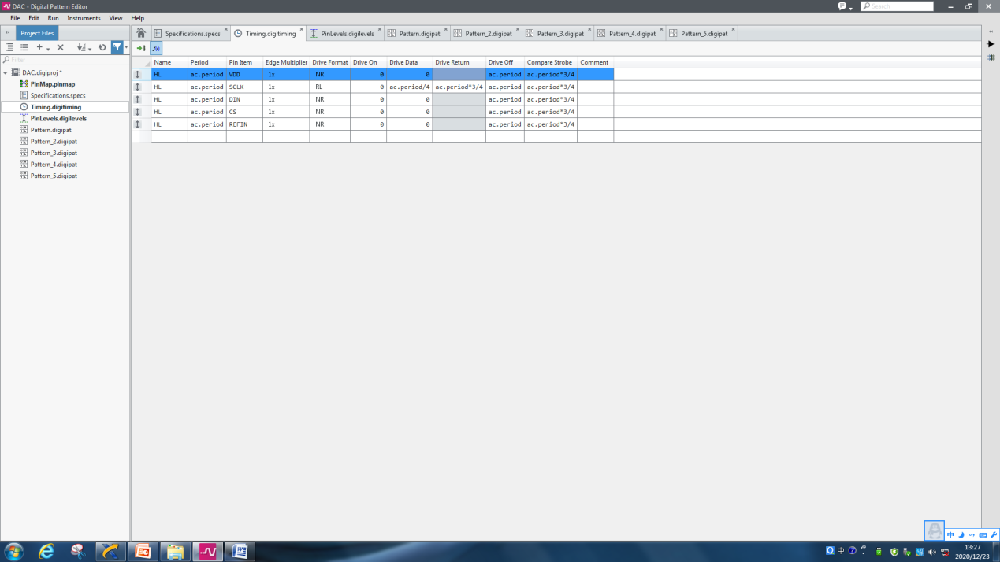 DAC - Digital Pattern Editor
Search
File Edit Run Instruments View Help
Project Files
Specifications.specs Timing.digitiming PinLevels.digilevels Pattern.digipat Pattern_2.digipat Pattern_3.digipat Pattern_4.digipat Pattern_5.digipat
Filter
DAC.digiproj *
PinMap.pinmap
Specifications.specs
Timing.digitiming
PinLevels.digilevels
Pattern.digipat
Pattern_2.digipat
Pattern_3.digipat
Pattern_4.digipat
Pattern_5.digipat
Name Period Pin Item Edge Multiplier Drive Format Drive On Drive Data Drive Return Drive Off Compare Strobe Comment
HL ac.period VDD 1x NR 0 0 ac.period ac.period*3/4
HL ac.period SCLK 1x RL 0 ac.period/4 ac.period*3/4 ac.period ac.period*3/4
HL ac.period DIN 1x NR 0 0 ac.period ac.period*3/4
HL ac.period CS 1x NR 0 0 ac.period ac.period*3/4
HL ac.period REFIN 1x NR 0 0 ac.period ac.period*3/4
中
中
13:27
2020/12/23